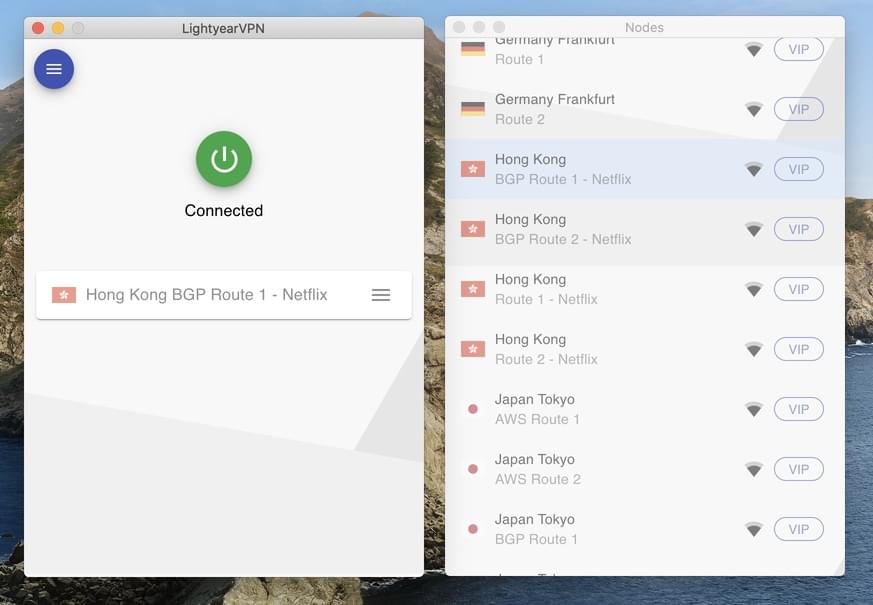 LightyearVPN
Connected
Hong Kong BGP Route 1 - Netflix
Nodes
Germany Frankfurt
Route 1
VIP
Germany Frankfurt
Route 2
VIP
Hong Kong
BGP Route 1 - Netflix
VIP
Hong Kong
BGP Route 2 - Netflix
VIP
Hong Kong
Route 1 - Netflix
VIP
Hong Kong
Route 2 - Netflix
VIP
Japan Tokyo
AWS Route 1
VIP
Japan Tokyo
AWS Route 2
VIP
Japan Tokyo
BGP Route 1
VIP